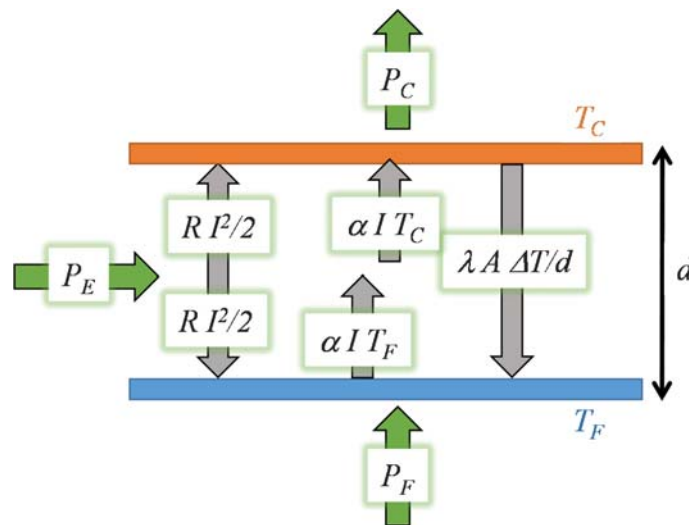 P_C
T_C
R I²/2
α I T_C
λ A ΔT/d
d
P_E
R I²/2
α I T_F
T_F
P_F